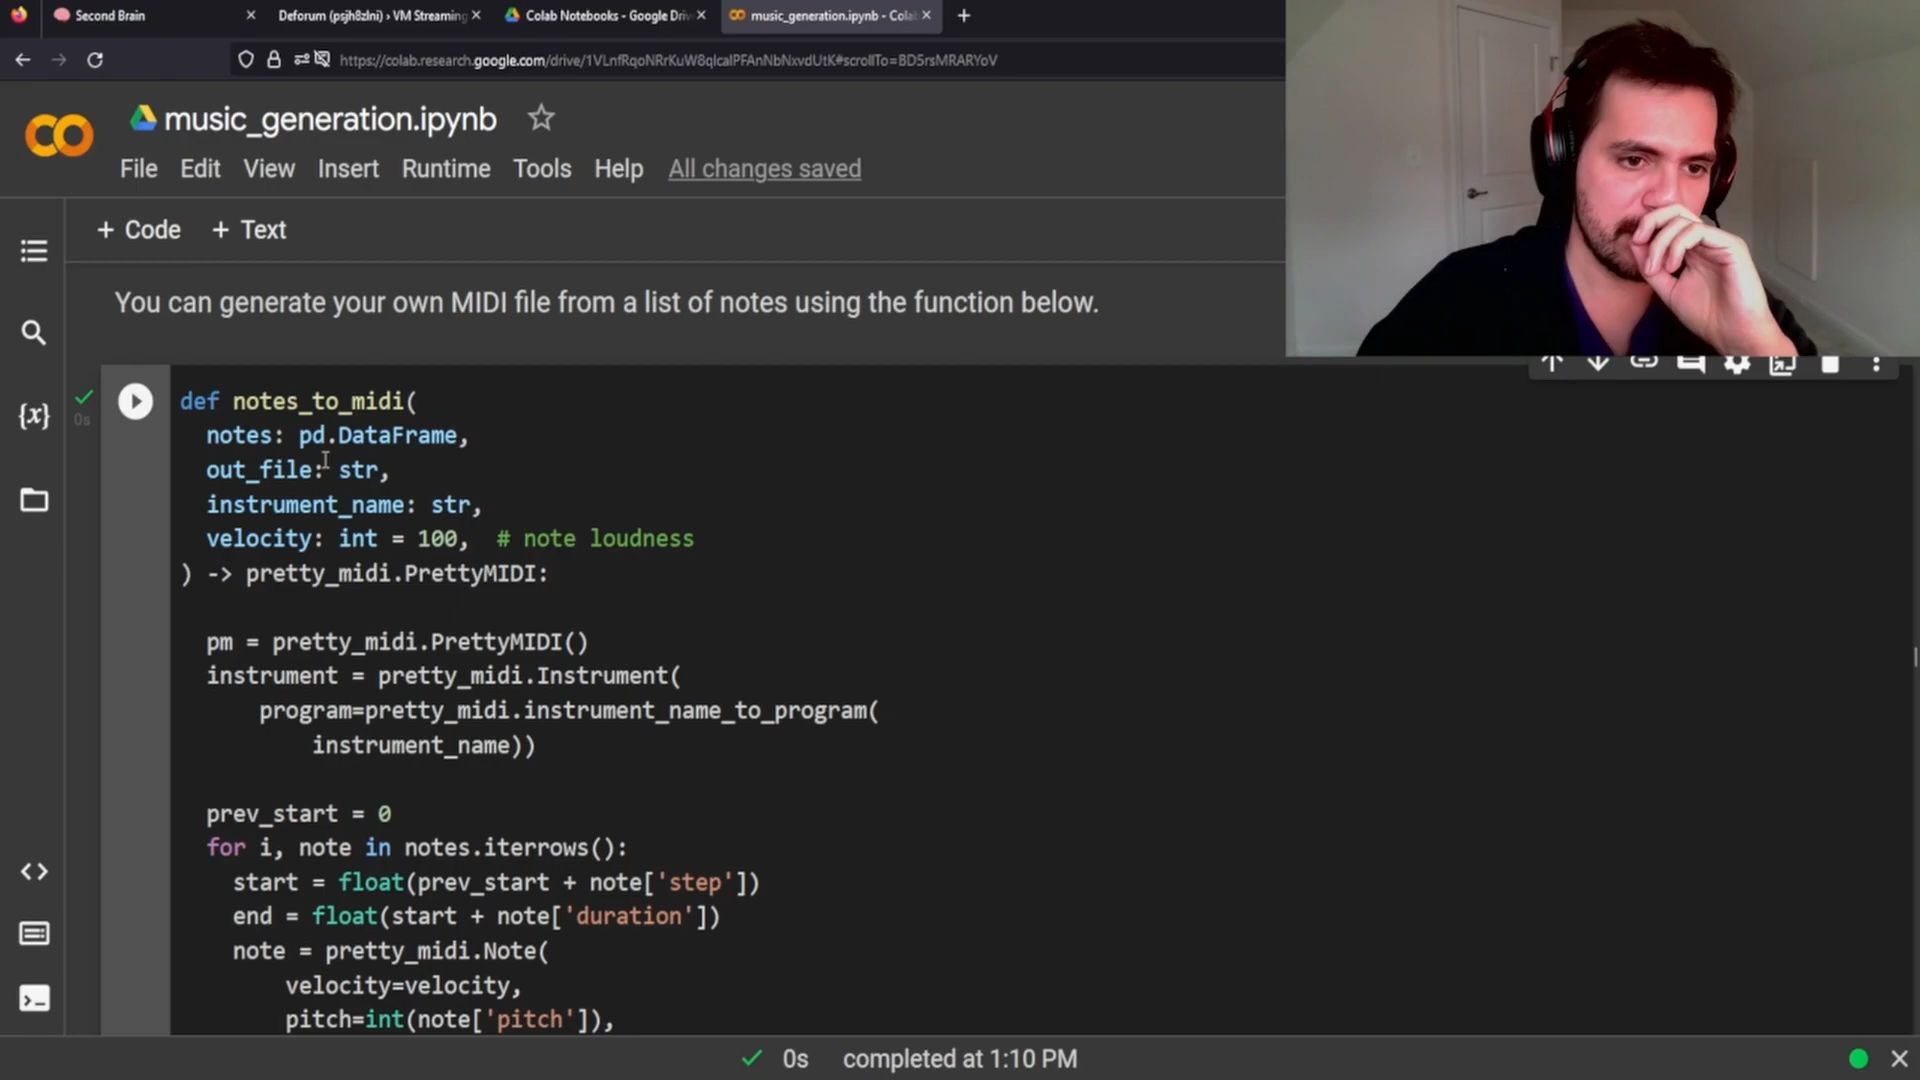 Second Brain
Deforum (psjh8zlni) › VM Streaming
Colab Notebooks - Google Driv
music_generation.ipynb - Cola
https://colab.research.google.com/drive/1VLnfRqoNRrKuW8qIcaIPFAnNbNxvdUtK#scrollTo=BD5rsMRARYoV
music_generation.ipynb
File Edit View Insert Runtime Tools Help All changes saved
+ Code + Text
You can generate your own MIDI file from a list of notes using the function below.
0s
def notes_to_midi(
notes: pd.DataFrame,
out_file: str,
instrument_name: str,
velocity: int = 100,  # note loudness
) -> pretty_midi.PrettyMIDI:
pm = pretty_midi.PrettyMIDI()
instrument = pretty_midi.Instrument(
program=pretty_midi.instrument_name_to_program(
instrument_name))
prev_start = 0
for i, note in notes.iterrows():
start = float(prev_start + note['step'])
end = float(start + note['duration'])
note = pretty_midi.Note(
velocity=velocity,
pitch=int(note['pitch']),
0s completed at 1:10 PM